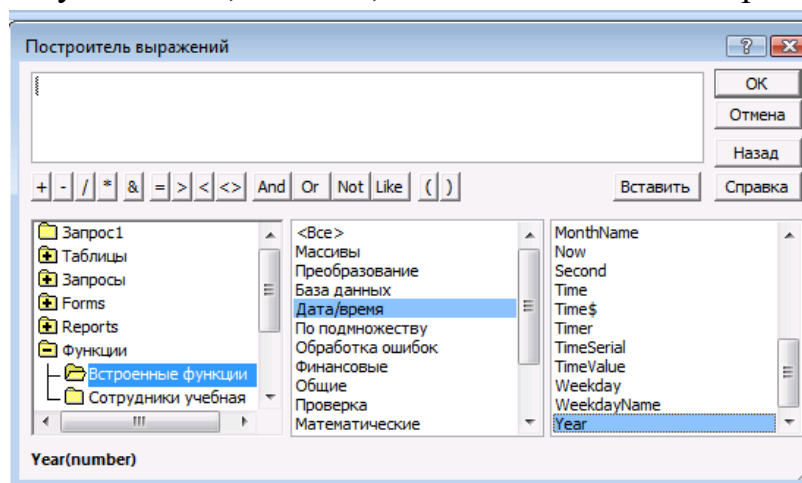 Построитель выражений
ОК
Отмена
Назад
+ - / * & = > < <> And Or Not Like ( ) Вставить Справка
Запрос1
Таблицы
Запросы
Forms
Reports
Функции
Встроенные функции
Сотрудники учебная
<Все>
Массивы
Преобразование
База данных
Дата/время
По подмножеству
Обработка ошибок
Финансовые
Общие
Проверка
Математические
MonthName
Now
Second
Time
Time$
Timer
TimeSerial
TimeValue
Weekday
WeekdayName
Year
Year(number)